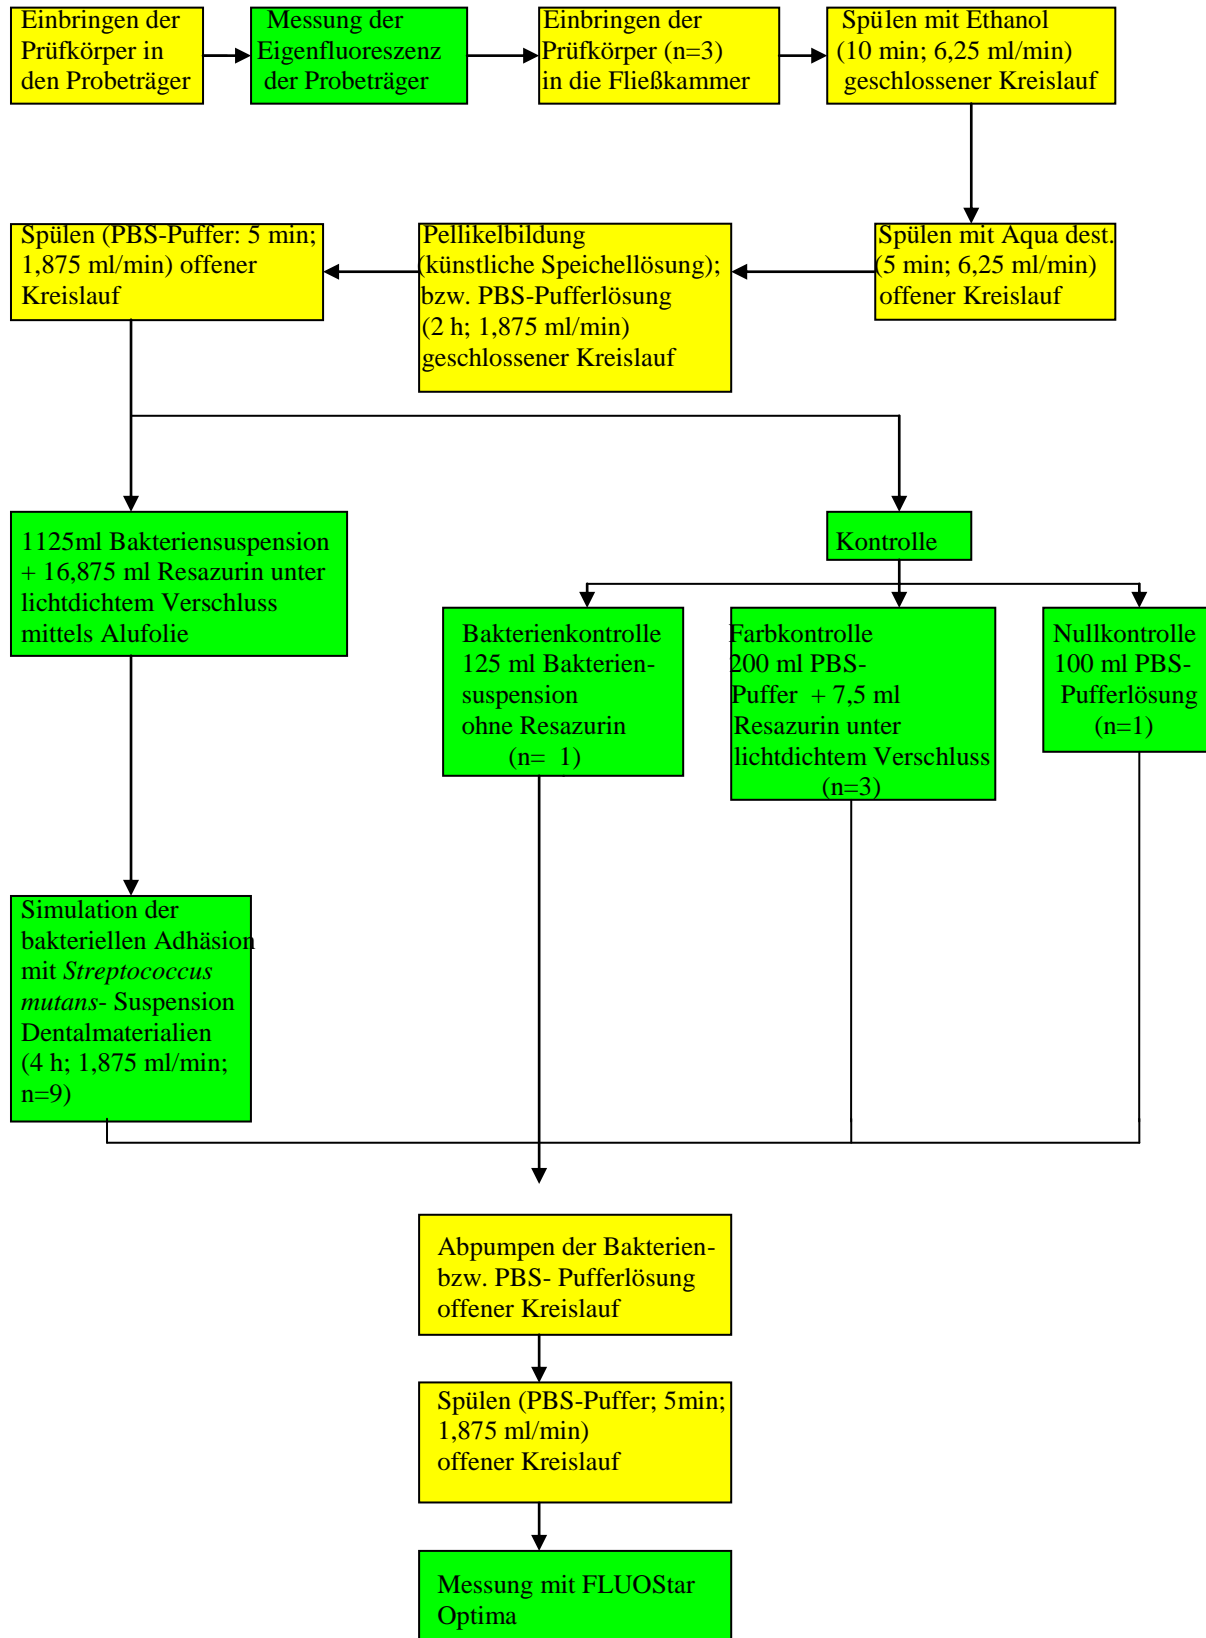 Einbringen der
Prüfkörper in
den Probeträger
Messung der
Eigenfluoreszenz
der Probeträger
Einbringen der
Prüfkörper (n=3)
in die Fließkammer
Spülen mit Ethanol
(10 min; 6,25 ml/min)
geschlossener Kreislauf
Spülen mit Aqua dest.
(5 min; 6,25 ml/min)
offener Kreislauf
Pellikelbildung
(künstliche Speichellösung);
bzw. PBS-Pufferlösung
(2 h; 1,875 ml/min)
geschlossener Kreislauf
Spülen (PBS-Puffer: 5 min;
1,875 ml/min) offener
Kreislauf
1125ml Bakteriensuspension
+ 16,875 ml Resazurin unter
lichtdichtem Verschluss
mittels Alufolie
Kontrolle
Bakterienkontrolle
125 ml Bakterien-
suspension
ohne Resazurin
(n= 1)
Farbkontrolle
200 ml PBS-
Puffer + 7,5 ml
Resazurin unter
lichtdichtem Verschluss
(n=3)
Nullkontrolle
100 ml PBS-
Pufferlösung
(n=1)
Simulation der
bakteriellen Adhäsion
mit Streptococcus
mutans- Suspension
Dentalmaterialien
(4 h; 1,875 ml/min;
n=9)
Abpumpen der Bakterien-
bzw. PBS- Pufferlösung
offener Kreislauf
Spülen (PBS-Puffer; 5min;
1,875 ml/min)
offener Kreislauf
Messung mit FLUOStar
Optima